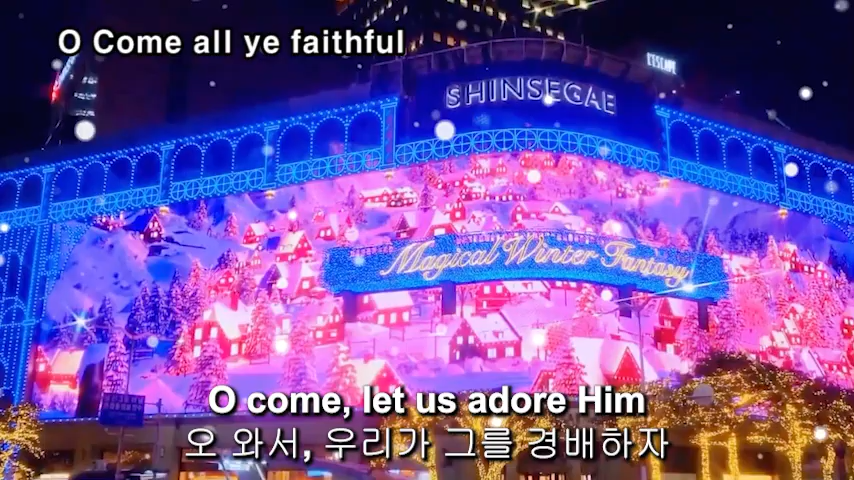 O Come all ye faithful
L'ESCAPE
SHINSEGAE
Magical Winter Fantasy
O come, let us adore Him
오 와서, 우리가 그를 경배하자